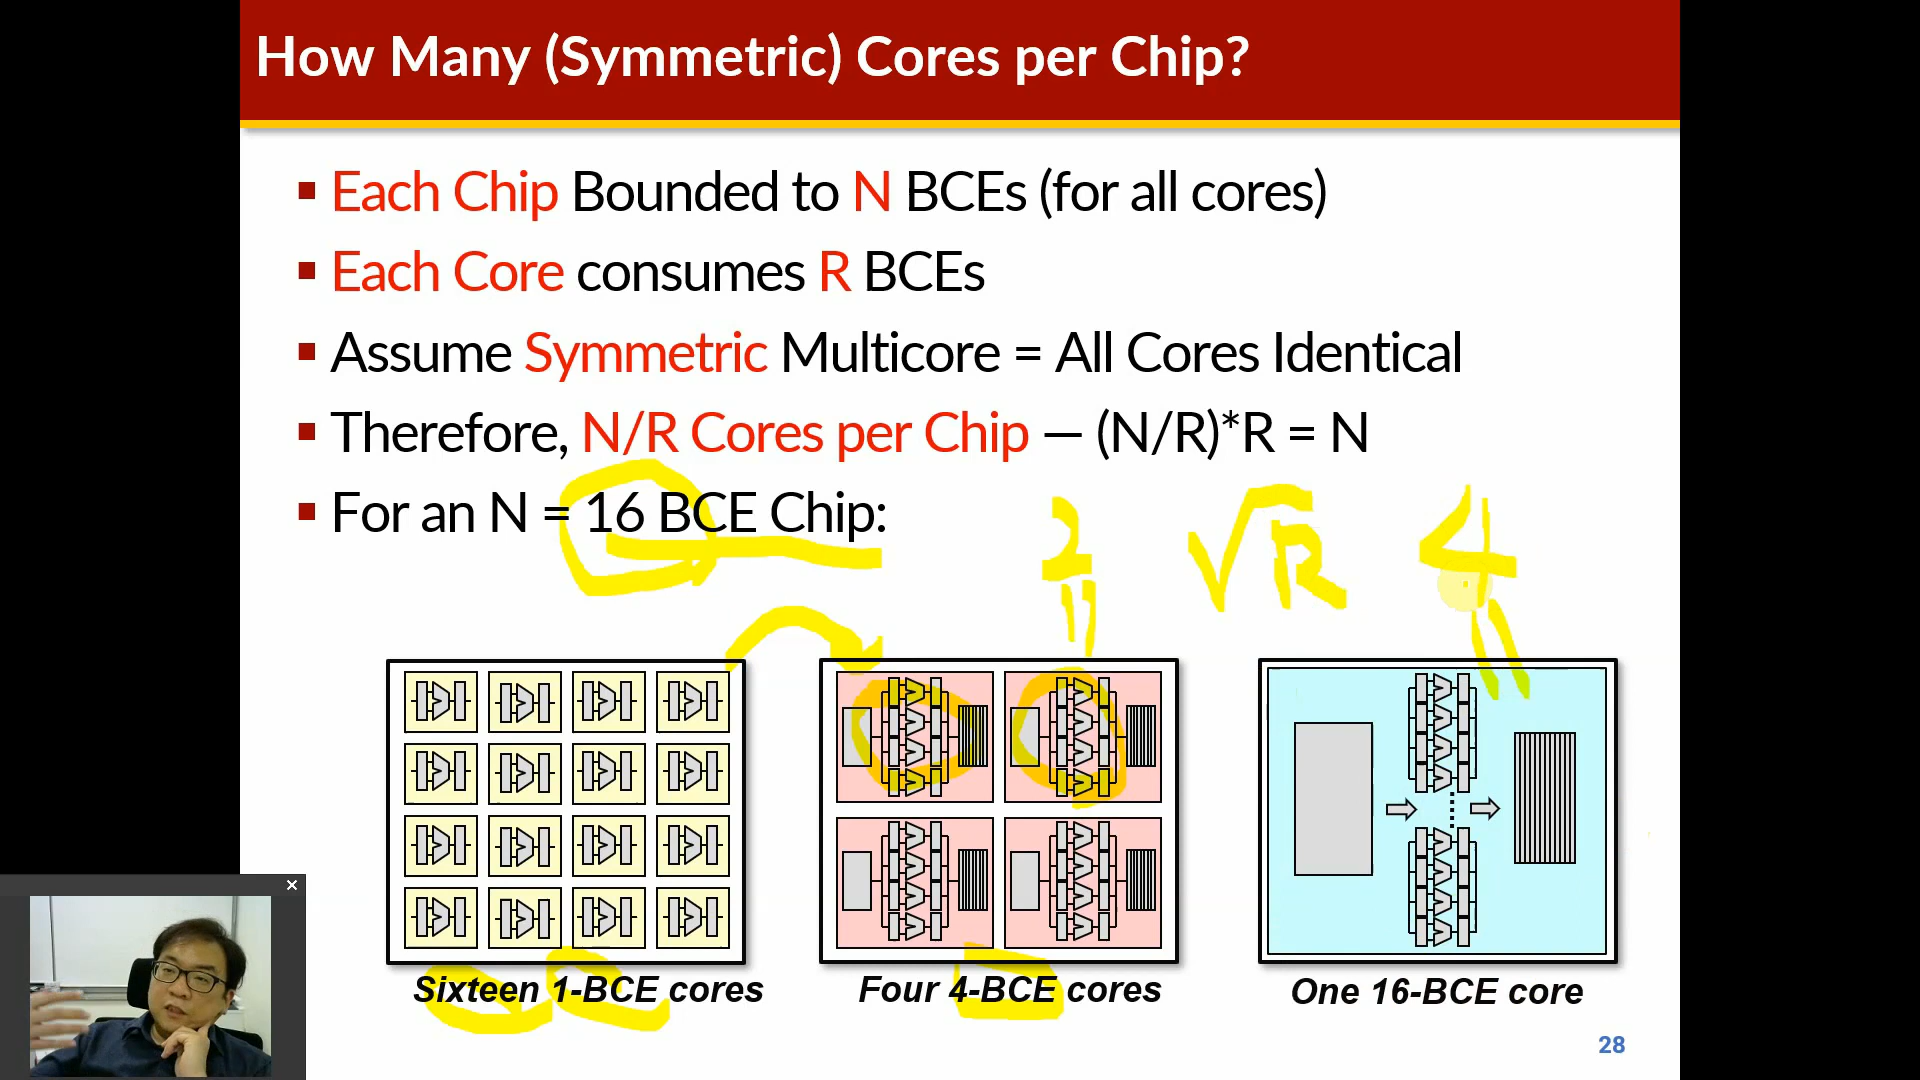 How Many (Symmetric) Cores per Chip?
Each Chip Bounded to N BCEs (for all cores)
Each Core consumes R BCEs
Assume Symmetric Multicore = All Cores Identical
Therefore, N/R Cores per Chip — (N/R)*R = N
For an N = 16 BCE Chip:
2 √R 4
Sixteen 1-BCE cores
Four 4-BCE cores
One 16-BCE core
28